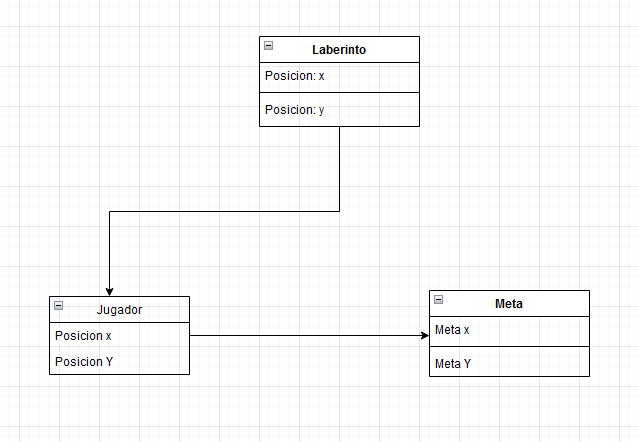 Laberinto
Posicion: x
Posicion: y
Jugador
Posicion x
Posicion Y
Meta
Meta x
Meta Y